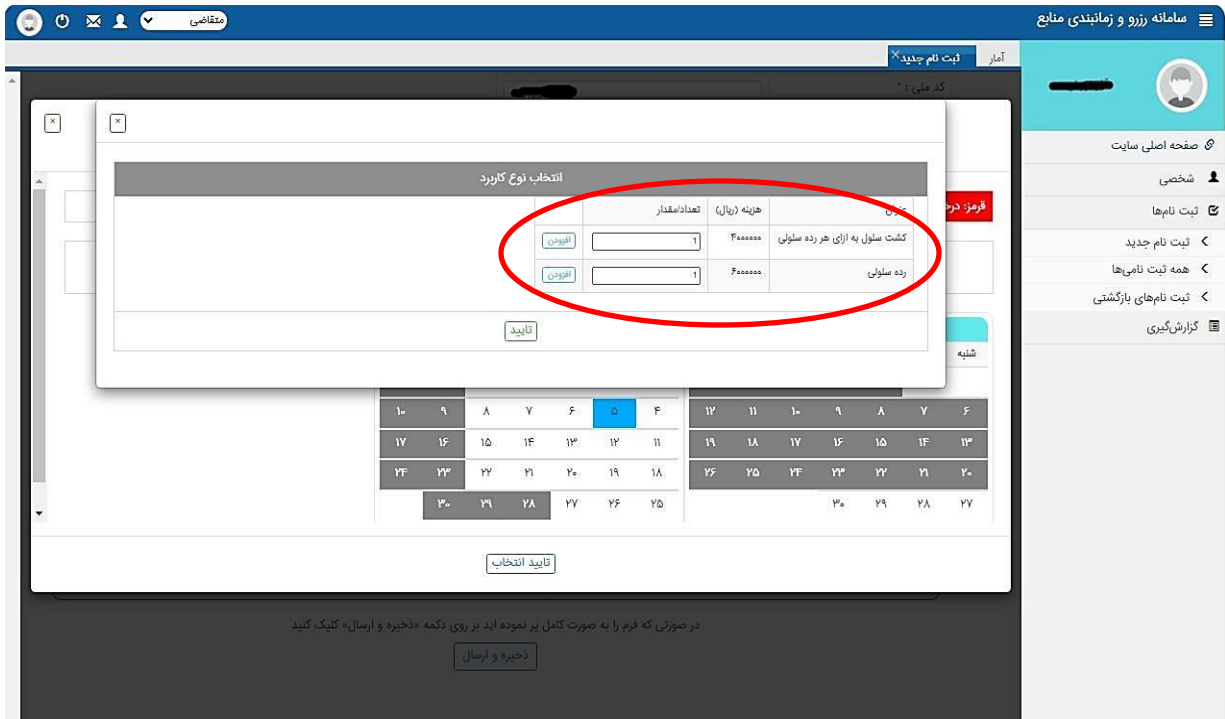 سامانه رزرو و زمانبندی منابع
متقاضی
آمار
ثبت نام جدید ×
کد ملی : *
صفحه اصلی سایت
شخصی
ثبت نام‌ها
ثبت نام جدید
همه ثبت نامی‌ها
ثبت نام‌های بازگشتی
گزارش‌گیری
انتخاب نوع کاربرد
عنوان هزینه (ریال) تعداد/مقدار
کشت سلول به ازای هر رده سلولی ۴۰۰۰۰۰۰ 1 افزودن
رده سلولی ۶۰۰۰۰۰۰ 1 افزودن
تایید
قرمز:
شنبه
۶ ۷ ۸ ۹ ۱۰ ۱۱ ۱۲ ۴ ۵ ۶ ۷ ۸ ۹ ۱۰
۱۳ ۱۴ ۱۵ ۱۶ ۱۷ ۱۸ ۱۹ ۱۱ ۱۲ ۱۳ ۱۴ ۱۵ ۱۶ ۱۷
۲۰ ۲۱ ۲۲ ۲۳ ۲۴ ۲۵ ۲۶ ۱۸ ۱۹ ۲۰ ۲۱ ۲۲ ۲۳ ۲۴
۲۷ ۲۸ ۲۹ ۳۰ ۲۵ ۲۶ ۲۷ ۲۸ ۲۹ ۳۰
تایید انتخاب
در صورتی که فرم را به صورت کامل پر نموده اید بر روی دکمه «ذخیره و ارسال» کلیک کنید
ذخیره و ارسال